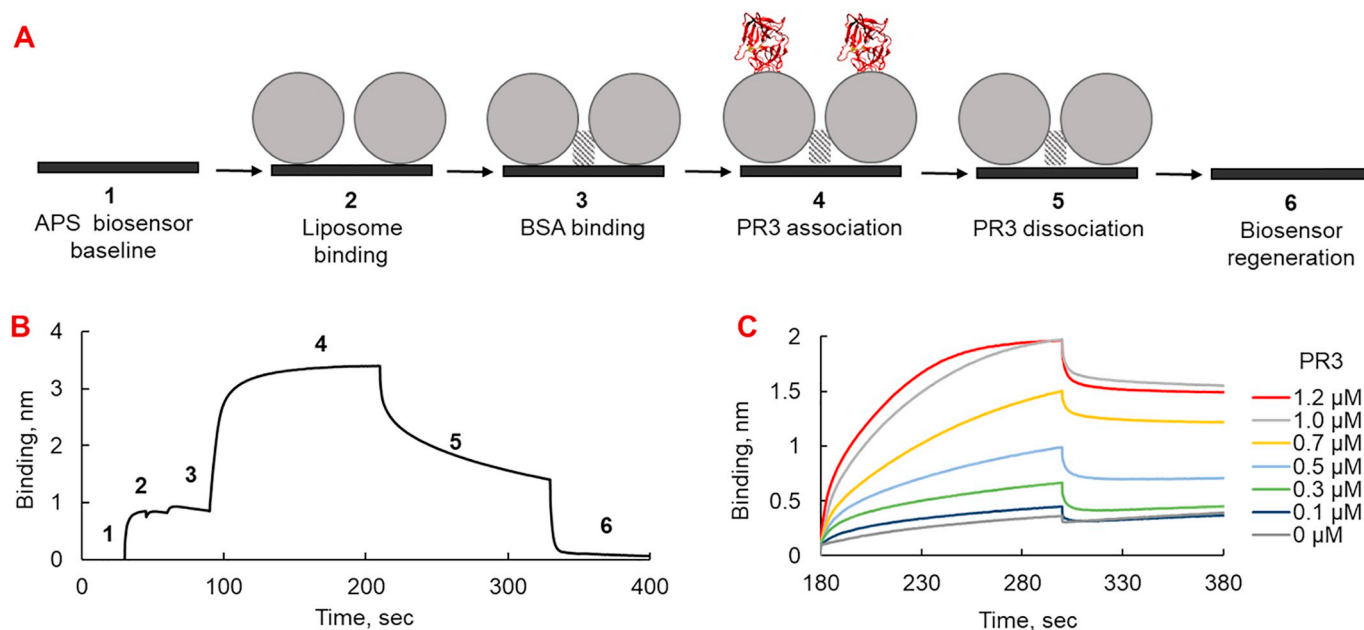 A
1
APS biosensor
baseline
2
Liposome
binding
3
BSA binding
4
PR3 association
5
PR3 dissociation
6
Biosensor
regeneration
B
Binding, nm
4
3
2
1
0
1
2
3
4
5
6
0
100
200
300
400
Time, sec
C
Binding, nm
2
1.5
1
0.5
0
180
230
280
330
380
Time, sec
PR3
1.2 µM
1.0 µM
0.7 µM
0.5 µM
0.3 µM
0.1 µM
0 µM